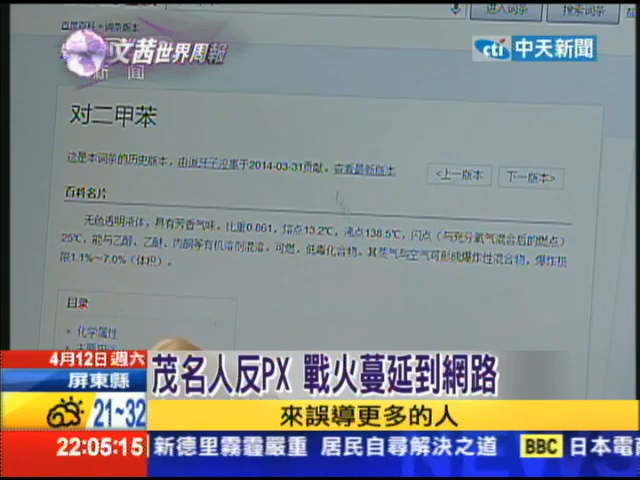 进入词条
搜索词条
百度百科 > 词条版本
文茜世界周報
新 闻
cti 中天新聞
对二甲苯
这是本词条的历史版本，由
于2014-03-31贡献。查看最新版本
<上一版本
下一版本>
百科名片
无色透明液体，具有芳香气味。比重0.861，熔点13.2℃，沸点138.5℃，闪点（与充分氧气混合后的燃点）
25℃，能与乙醇、乙醚、丙酮等有机溶剂混溶。可燃，低毒化合物，其蒸气与空气可形成爆炸性混合物，爆炸极
限1.1%~7.0%（体积）。
目录
化学属性
4月12日週六
屏東縣
21~32
22:05:15
茂名人反PX 戰火蔓延到網路
來誤導更多的人
新德里霧霾嚴重 居民自尋解決之道 BBC 日本電